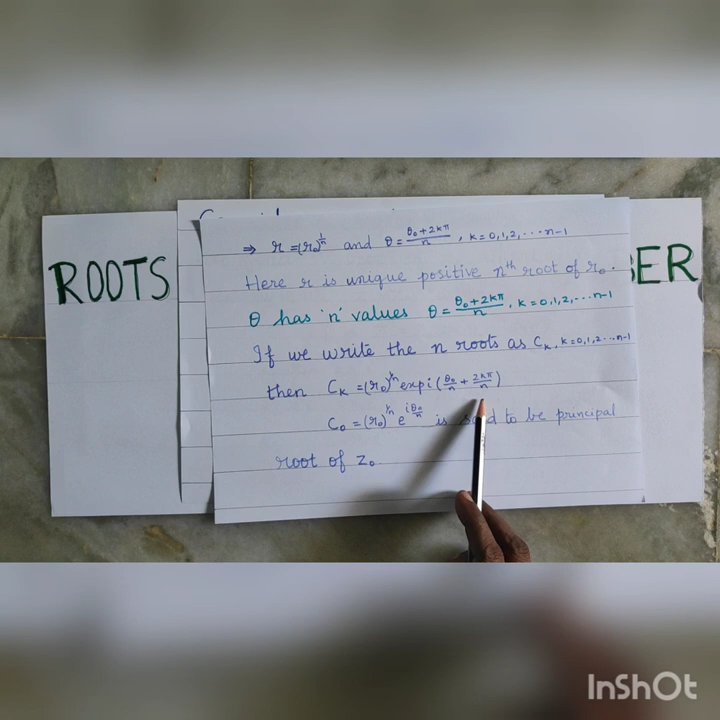 ROOTS
BER
⇒ r = (r₀)^(1/n) and θ = (θ₀+2kπ)/n , k=0,1,2,···n-1
Here r is unique positive nᵗʰ root of r₀.
θ has 'n' values θ = (θ₀+2kπ)/n , k=0,1,2,···n-1
If we write the n roots as Cₖ, k=0,1,2···n-1
then Cₖ = (r₀)^(1/n) exp i(θ₀/n + 2kπ/n)
C₀ = (r₀)^(1/n) e^(iθ₀/n) is said to be principal
root of z₀.
InShOt